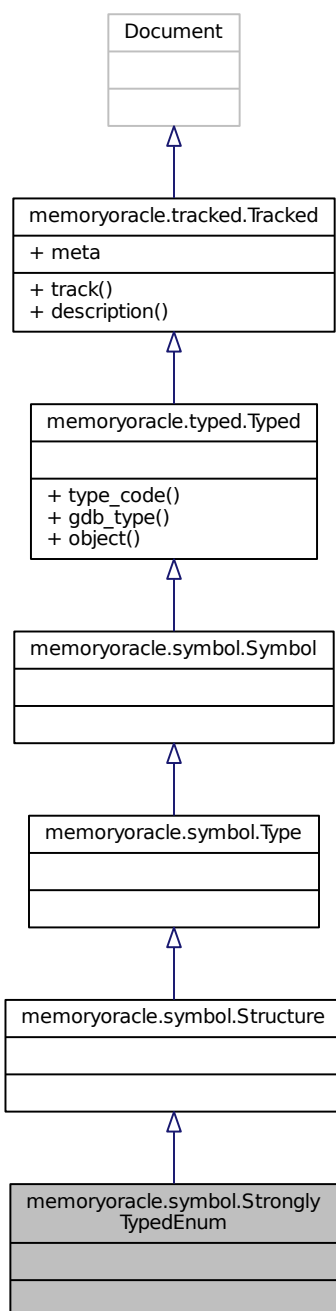 Document
memoryoracle.tracked.Tracked
+ meta
+ track()
+ description()
memoryoracle.typed.Typed
+ type_code()
+ gdb_type()
+ object()
memoryoracle.symbol.Symbol
memoryoracle.symbol.Type
memoryoracle.symbol.Structure
memoryoracle.symbol.Strongly
TypedEnum